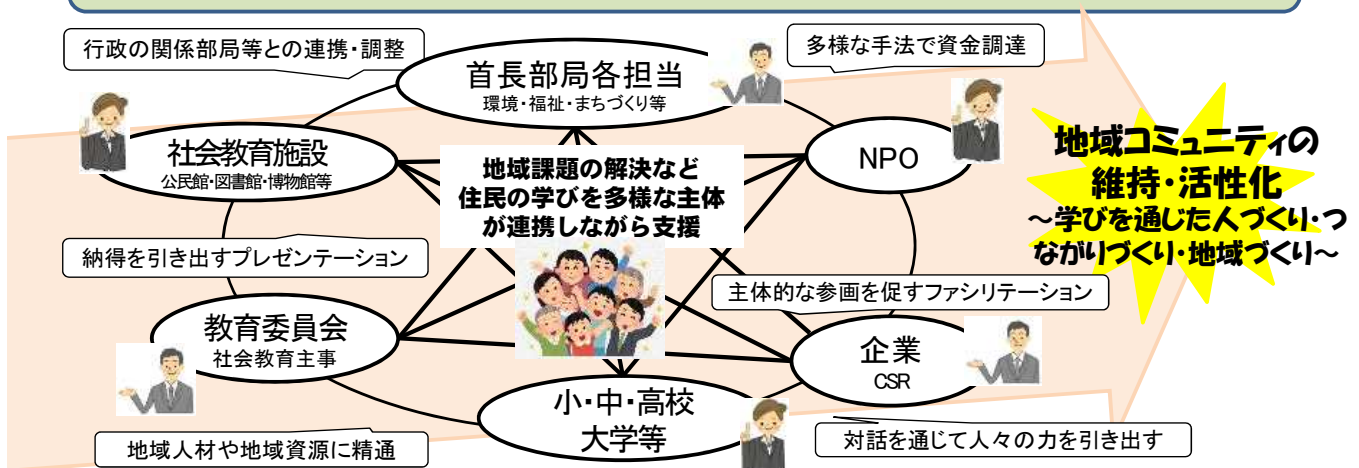 行政の関係部局等との連携・調整
首長部局各担当
環境・福祉・まちづくり等
多様な手法で資金調達
社会教育施設
公民館・図書館・博物館等
地域課題の解決など
住民の学びを多様な主体
が連携しながら支援
NPO
地域コミュニティの
維持・活性化
～学びを通じた人づくり・つ
ながりづくり・地域づくり～
納得を引き出すプレゼンテーション
主体的な参画を促すファシリテーション
教育委員会
社会教育主事
企業
CSR
小・中・高校
大学等
地域人材や地域資源に精通
対話を通じて人々の力を引き出す